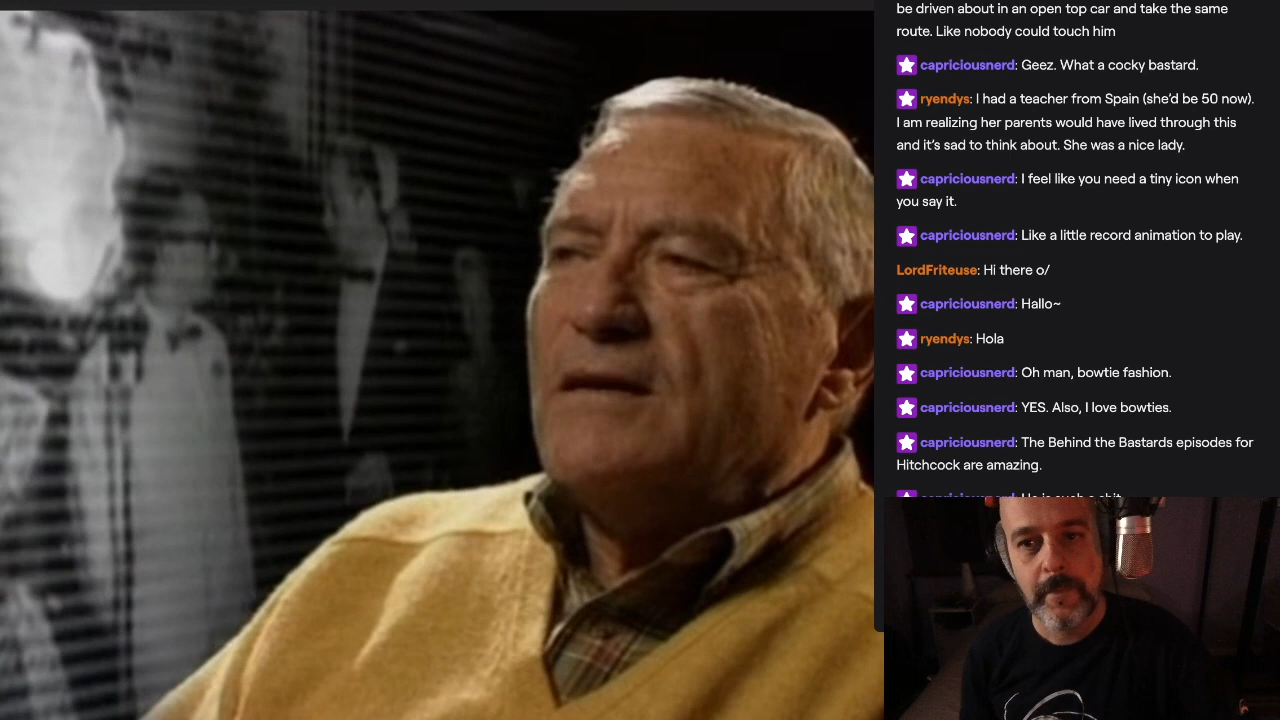 be driven about in an open top car and take the same
route. Like nobody could touch him
capriciousnerd: Geez. What a cocky bastard.
ryendys: I had a teacher from Spain (she'd be 50 now).
I am realizing her parents would have lived through this
and it's sad to think about. She was a nice lady.
capriciousnerd: I feel like you need a tiny icon when
you say it.
capriciousnerd: Like a little record animation to play.
LordFriteuse: Hi there o/
capriciousnerd: Hallo~
ryendys: Hola
capriciousnerd: Oh man, bowtie fashion.
capriciousnerd: YES. Also, I love bowties.
capriciousnerd: The Behind the Bastards episodes for
Hitchcock are amazing.